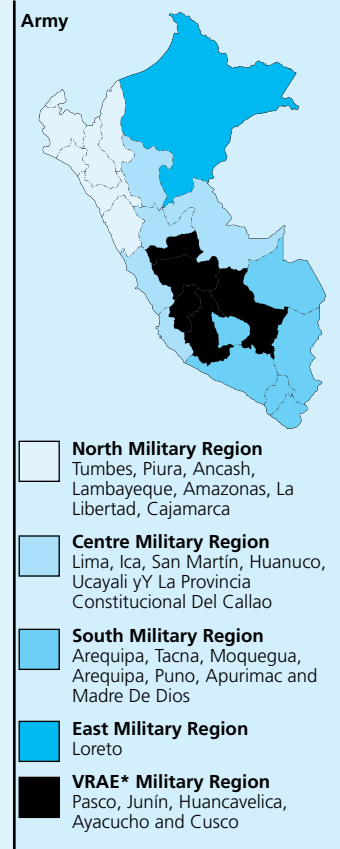 Army
North Military Region
Tumbes, Piura, Ancash,
Lambayeque, Amazonas, La
Libertad, Cajamarca
Centre Military Region
Lima, Ica, San Martín, Huanuco,
Ucayali yY La Provincia
Constitucional Del Callao
South Military Region
Arequipa, Tacna, Moquegua,
Arequipa, Puno, Apurimac and
Madre De Dios
East Military Region
Loreto
VRAE* Military Region
Pasco, Junín, Huancavelica,
Ayacucho and Cusco